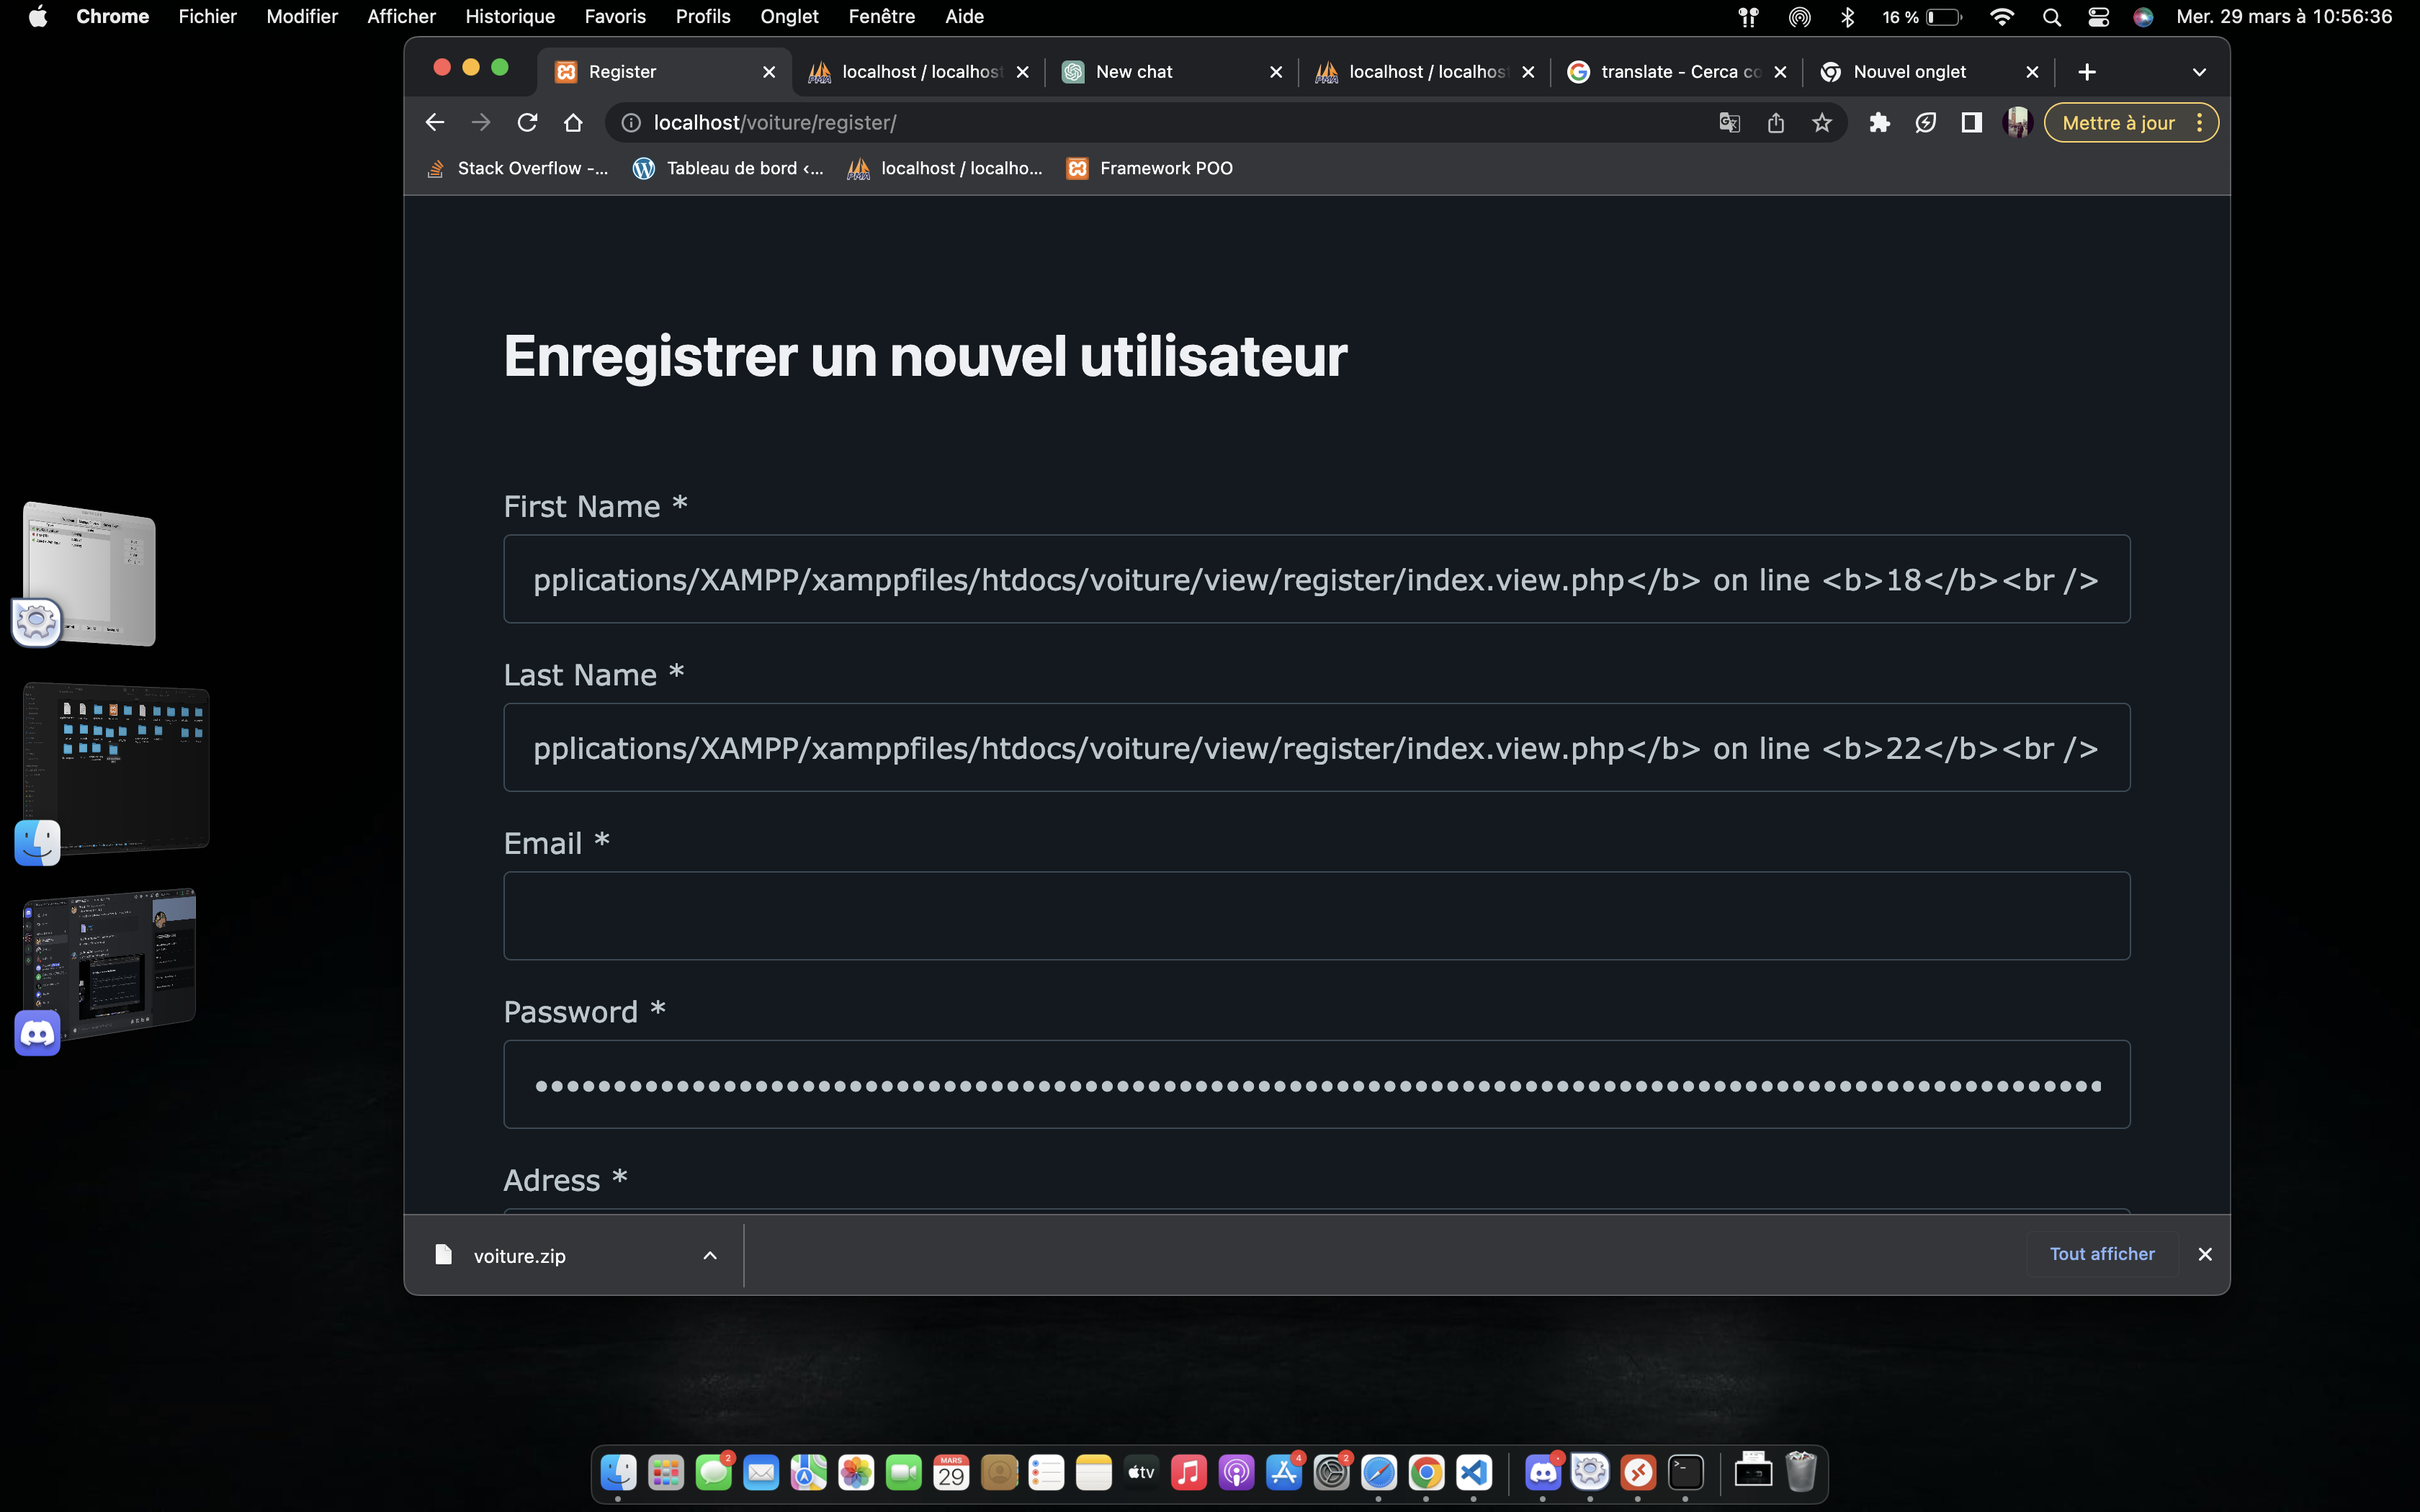 Chrome Fichier Modifier Afficher Historique Favoris Profils Onglet Fenêtre Aide 16 % Mer. 29 mars à 10:56:36
Register localhost / localhost New chat localhost / localhost translate - Cerca co Nouvel onglet
localhost/voiture/register/ Mettre à jour
Stack Overflow -... Tableau de bord <... localhost / localho... Framework POO
Enregistrer un nouvel utilisateur
First Name *
pplications/XAMPP/xamppfiles/htdocs/voiture/view/register/index.view.php</b> on line <b>18</b><br />
Last Name *
pplications/XAMPP/xamppfiles/htdocs/voiture/view/register/index.view.php</b> on line <b>22</b><br />
Email *
Password *
Adress *
voiture.zip Tout afficher
2 MARS 29 tv 4 2